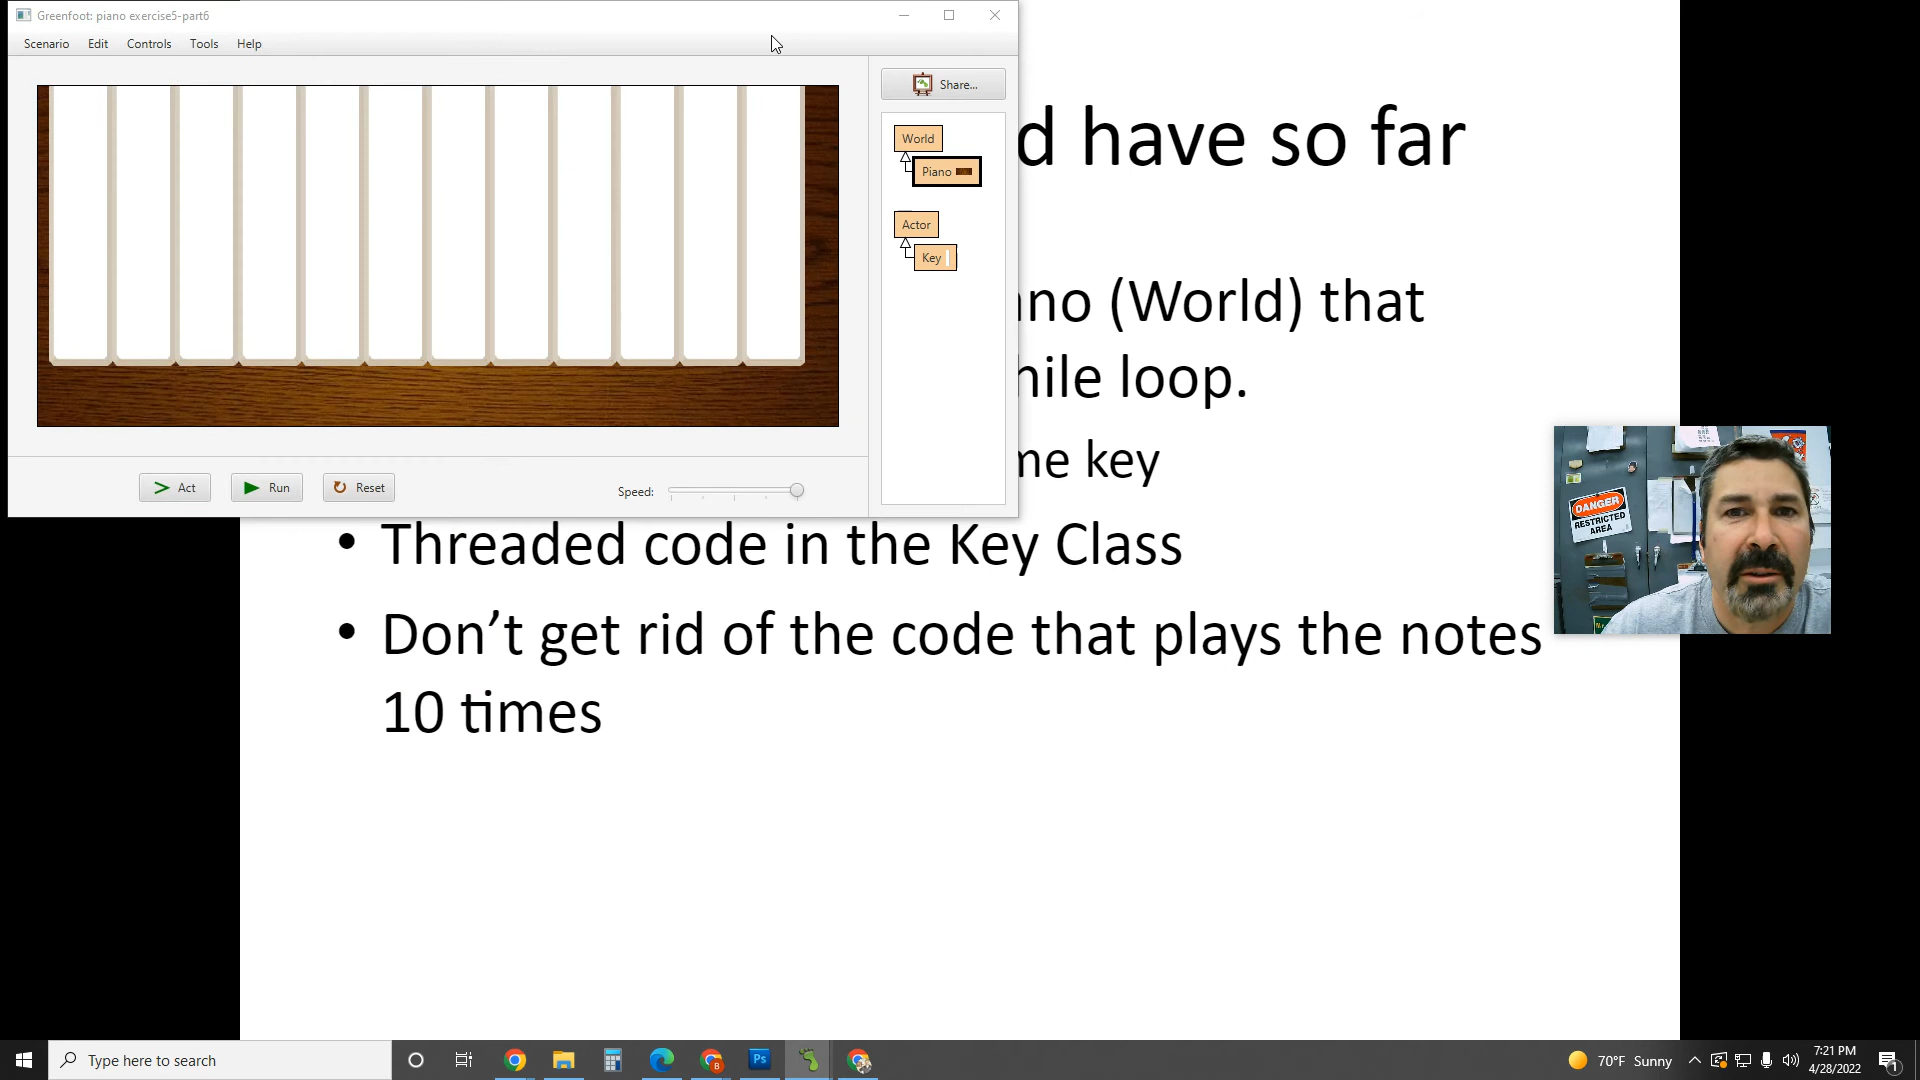 Greenfoot: piano exercise5-part6
Scenario Edit Controls Tools Help
Share...
World
Piano
Actor
Key
Act
Run
Reset
Speed:
d have so far
ano (World) that
hile loop.
me key
• Threaded code in the Key Class
• Don’t get rid of the code that plays the notes
10 times
DANGER
RESTRICTED
AREA
Type here to search
Ps
B
70°F Sunny
7:21 PM
4/28/2022
1